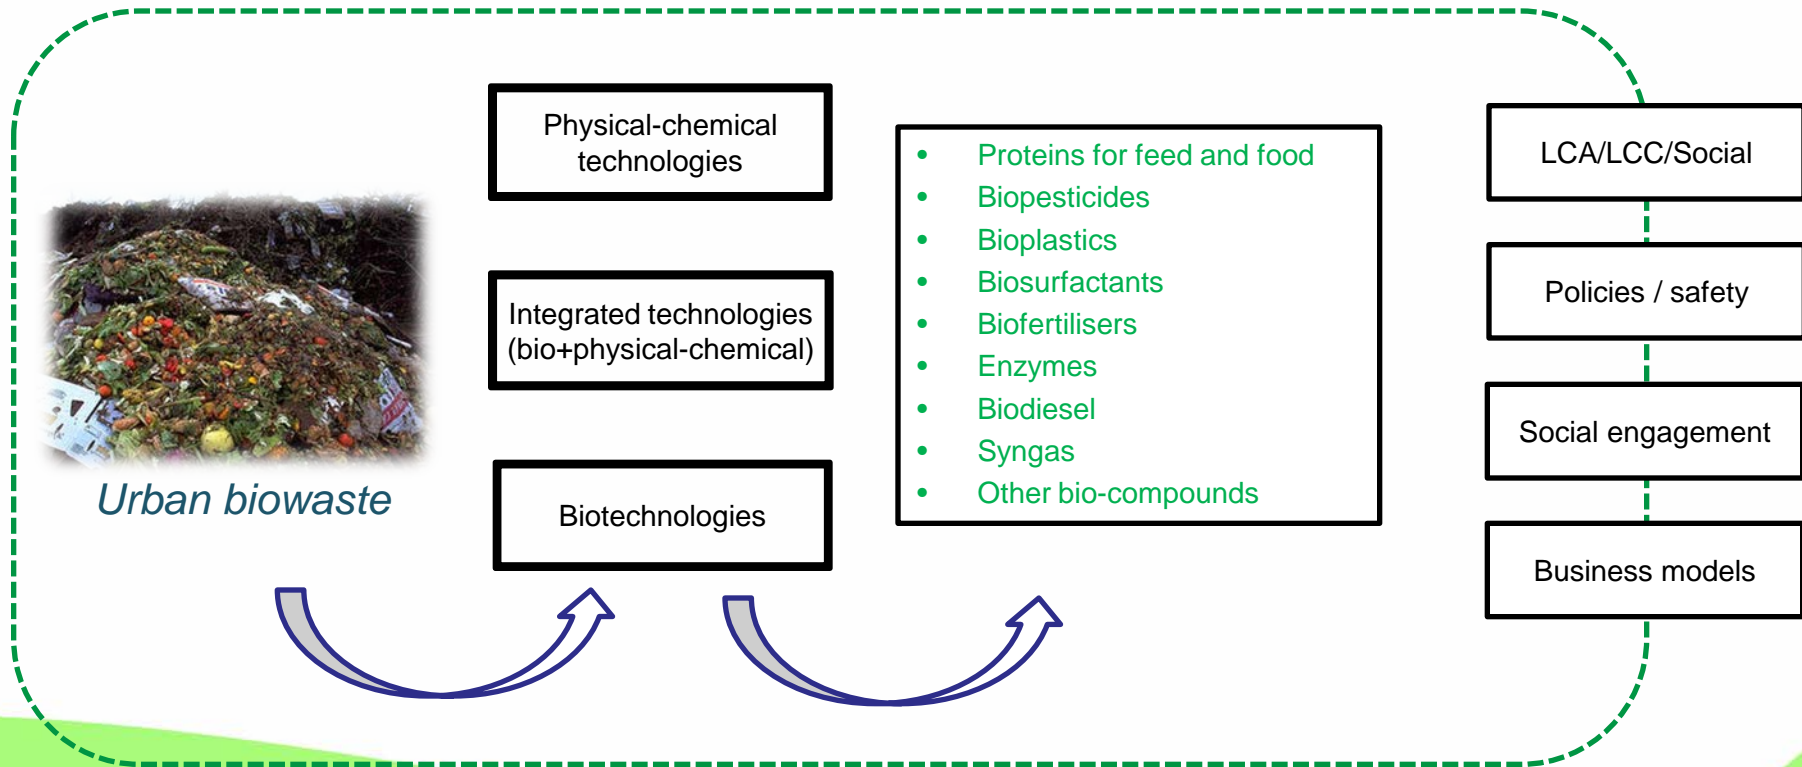 Urban biowaste
Physical-chemical
technologies
Integrated technologies
(bio+physical-chemical)
Biotechnologies
• Proteins for feed and food
• Biopesticides
• Bioplastics
• Biosurfactants
• Biofertilisers
• Enzymes
• Biodiesel
• Syngas
• Other bio-compounds
LCA/LCC/Social
Policies / safety
Social engagement
Business models